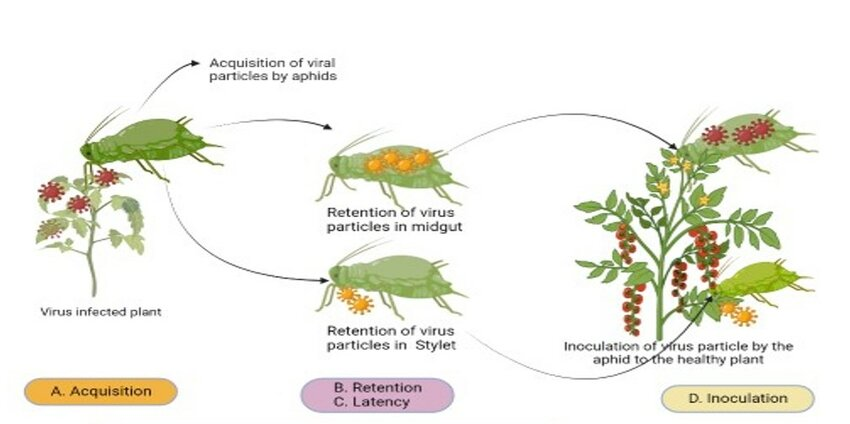 Acquisition of viral
particles by aphids
Retention of virus
particles in midgut
Virus infected plant
Retention of virus
particles in Stylet
Inoculation of virus particle by the
aphid to the healthy plant
A. Acquisition
B. Retention
C. Latency
D. Inoculation